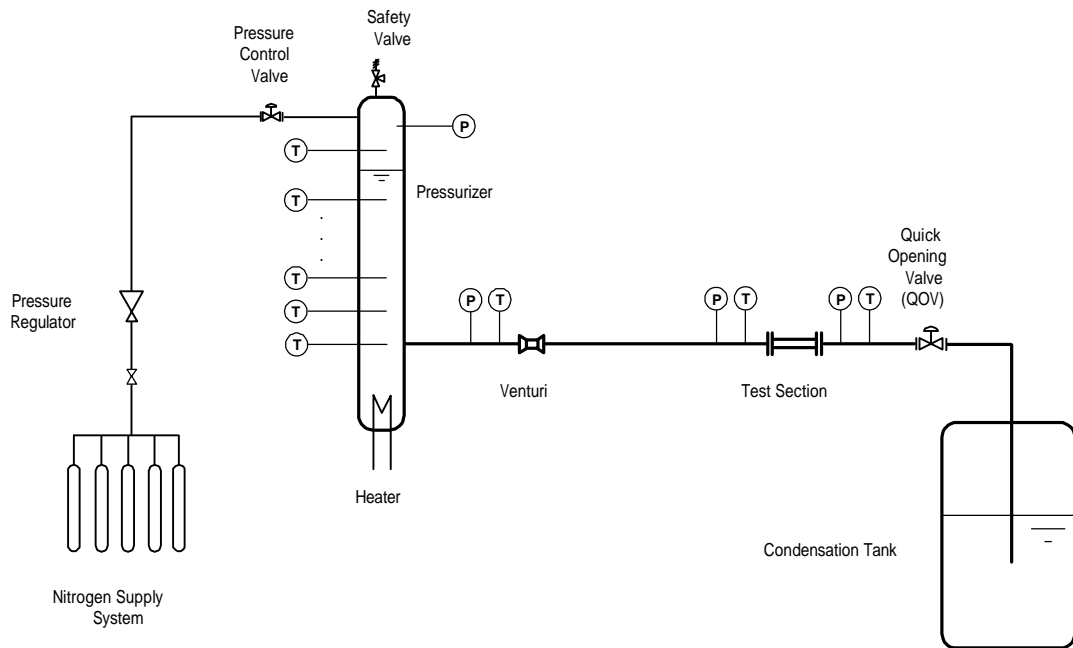 Safety
Valve
Pressure
Control
Valve
P
T
Pressurizer
T
Quick
Opening
Valve
(QOV)
T
Pressure
Regulator
P
T
P
T
P
T
T
T
Venturi
Test Section
Heater
Condensation Tank
Nitrogen Supply
System